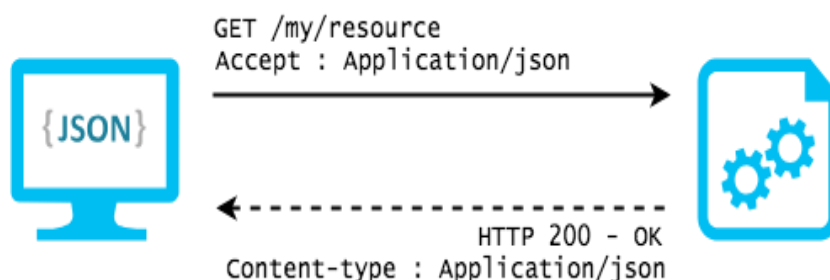 GET /my/resource
Accept : Application/json
{JSON}
HTTP 200 - OK
Content-type : Application/json